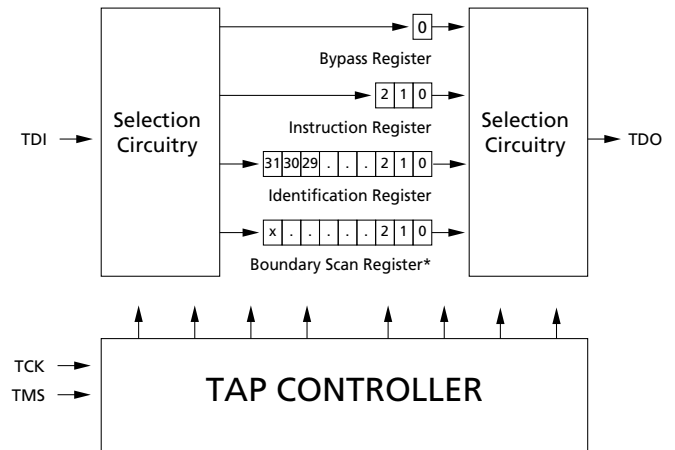 0
Bypass Register
2 1 0
Instruction Register
Selection
Circuitry
Selection
Circuitry
TDI
TDO
31 30 29 . . . 2 1 0
Identification Register
x . . . . . 2 1 0
Boundary Scan Register*
TCK
TMS
TAP CONTROLLER